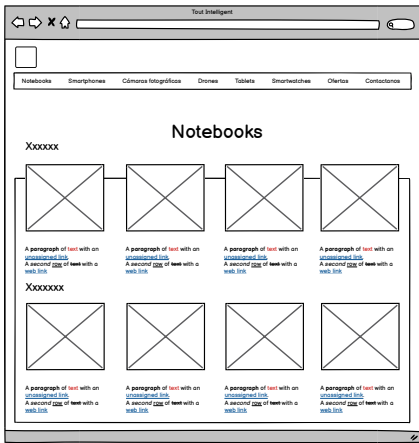 Tout Intelligent
Notebooks Smartphones Cámaras fotográficas Drones Tablets Smartwatches Ofertas Contactanos
Notebooks
Xxxxxx
A paragraph of text with an A paragraph of text with an A paragraph of text with an A paragraph of text with an
unassigned link. unassigned link. unassigned link. unassigned link.
A second row of text with a A second row of text with a A second row of text with a A second row of text with a
web link web link web link web link
Xxxxxxx
A paragraph of text with an A paragraph of text with an A paragraph of text with an A paragraph of text with an
unassigned link. unassigned link. unassigned link. unassigned link.
A second row of text with a A second row of text with a A second row of text with a A second row of text with a
web link web link web link web link